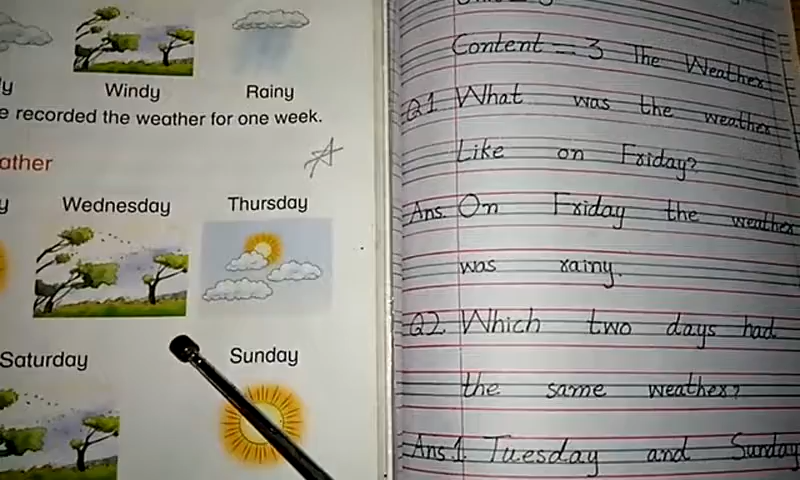 Windy
Rainy
e recorded the weather for one week.
ather
Wednesday
Thursday
Saturday
Sunday
Content = 3 The Weather
Q1 What was the weather
Like on Friday?
Ans. On Friday the weather
was rainy.
Q2. Which two days had
the same weather?
Ans 1. Tuesday and Sunday